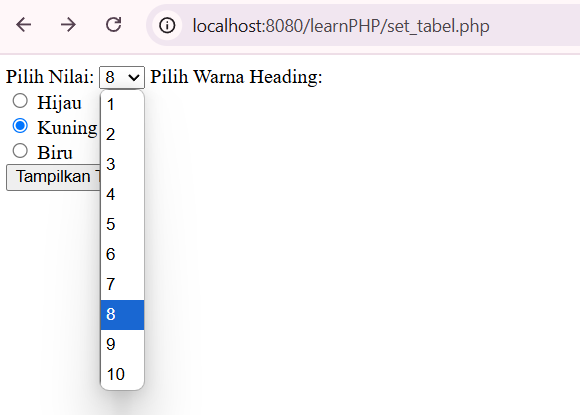 localhost:8080/learnPHP/set_tabel.php
Pilih Nilai: 8 Pilih Warna Heading:
Hijau
Kuning
Biru
Tampilkan
1
2
3
4
5
6
7
8
9
10